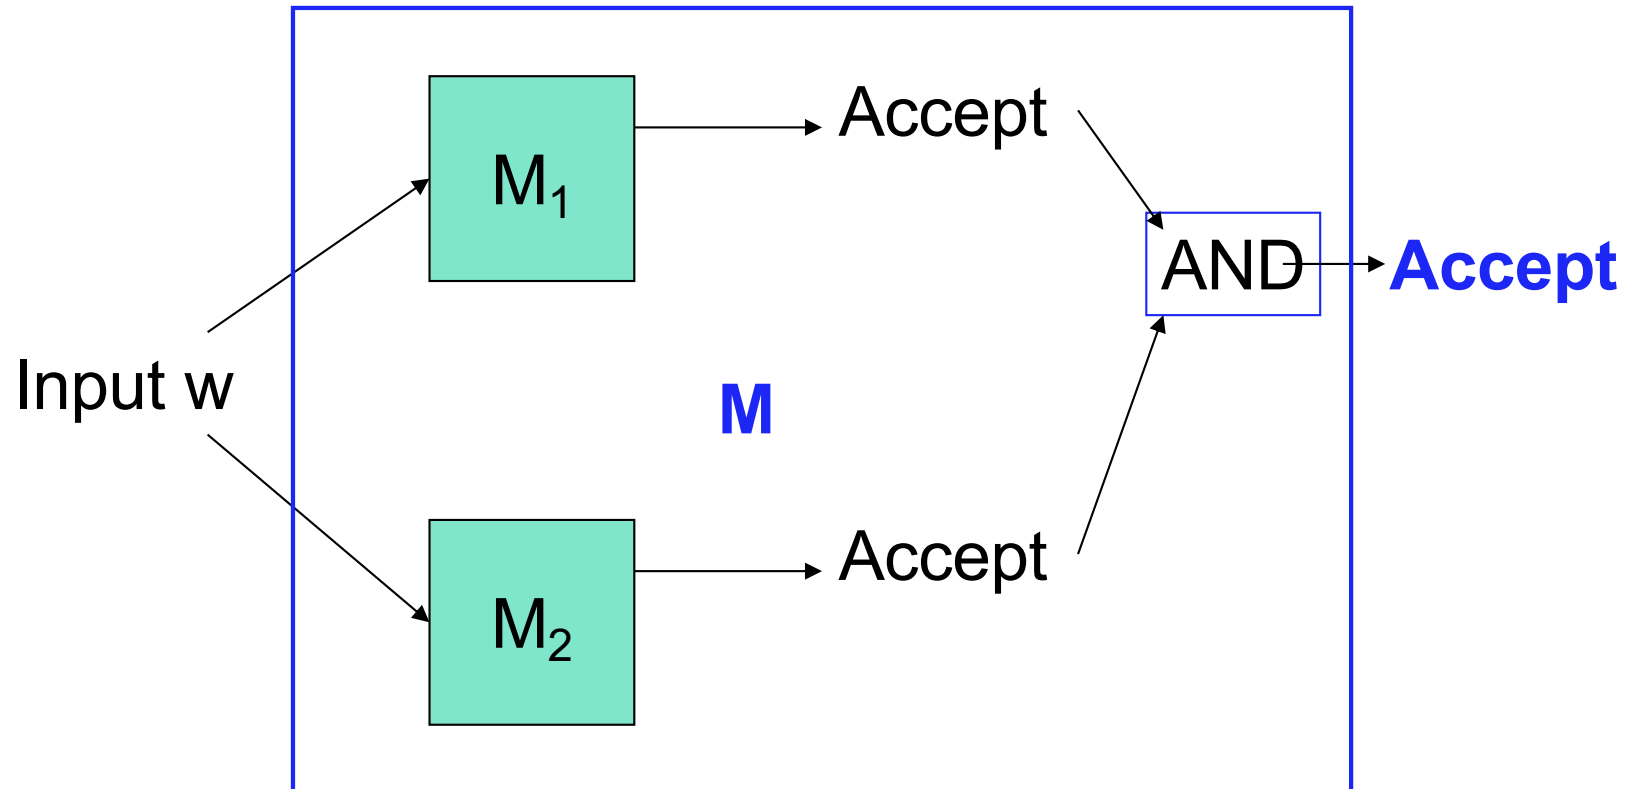 Accept
M₁
AND
Accept
Input w
M
Accept
M₂